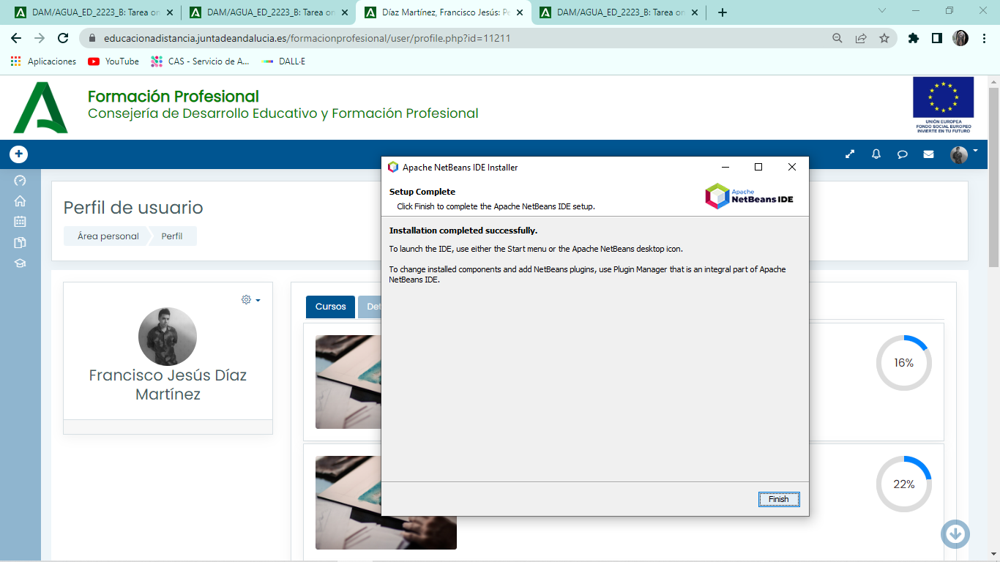 DAM/AGUA_ED_2223_B: Tarea on
DAM/AGUA_ED_2223_B: Tarea on
Díaz Martínez, Francisco Jesús: Pe
DAM/AGUA_ED_2223_B: Tarea on
educacionadistancia.juntadeandalucia.es/formacionprofesional/user/profile.php?id=11211
Aplicaciones
YouTube
CAS - Servicio de A...
DALL·E
Formación Profesional
Consejería de Desarrollo Educativo y Formación Profesional
UNIÓN EUROPEA
FONDO SOCIAL EUROPEO
INVIERTE EN TU FUTURO
Perfil de usuario
Área personal
Perfil
Francisco Jesús Díaz
Martínez
Cursos
Det
16%
22%
Apache NetBeans IDE Installer
Setup Complete
Click Finish to complete the Apache NetBeans IDE setup.
Apache
NetBeans IDE
Installation completed successfully.
To launch the IDE, use either the Start menu or the Apache NetBeans desktop icon.
To change installed components and add NetBeans plugins, use Plugin Manager that is an integral part of Apache
NetBeans IDE.
Finish